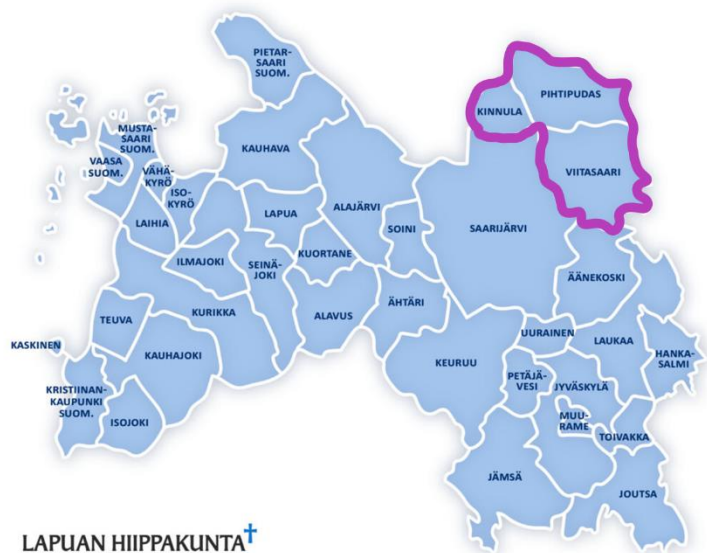 PIETAR-
SAARI
SUOM.
PIHTIPUDAS
KINNULA
MUSTA-
SAARI
SUOM.
KAUHAVA
VAASA
SUOM.
VÄHÄ-
KYRÖ
ISO-
KYRÖ
VIITASAARI
LAPUA
ALAJÄRVI
LAIHIA
SOINI
SAARIJÄRVI
KUORTANE
ILMAJOKI
SEINÄ-
JOKI
ÄÄNEKOSKI
ÄHTÄRI
KURIKKA
ALAVUS
TEUVA
UURAINEN
LAUKAA
KASKINEN
KAUHAJOKI
KEURUU
HANKA-
SALMI
PETÄJÄ-
VESI
JYVÄSKYLÄ
KRISTIINAN-
KAUPUNKI
SUOM.
ISOJOKI
MUU-
RAME
TOIVAKKA
JÄMSÄ
JOUTSA
LAPUAN HIIPPAKUNTA